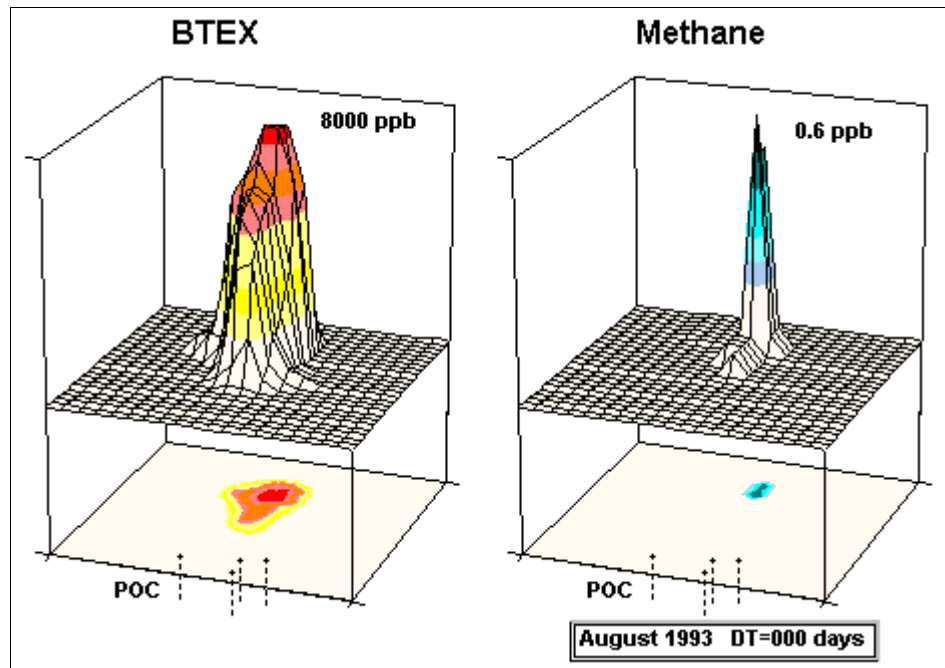 BTEX
Methane
8000 ppb
0.6 ppb
POC
POC
August 1993 DT=000 days